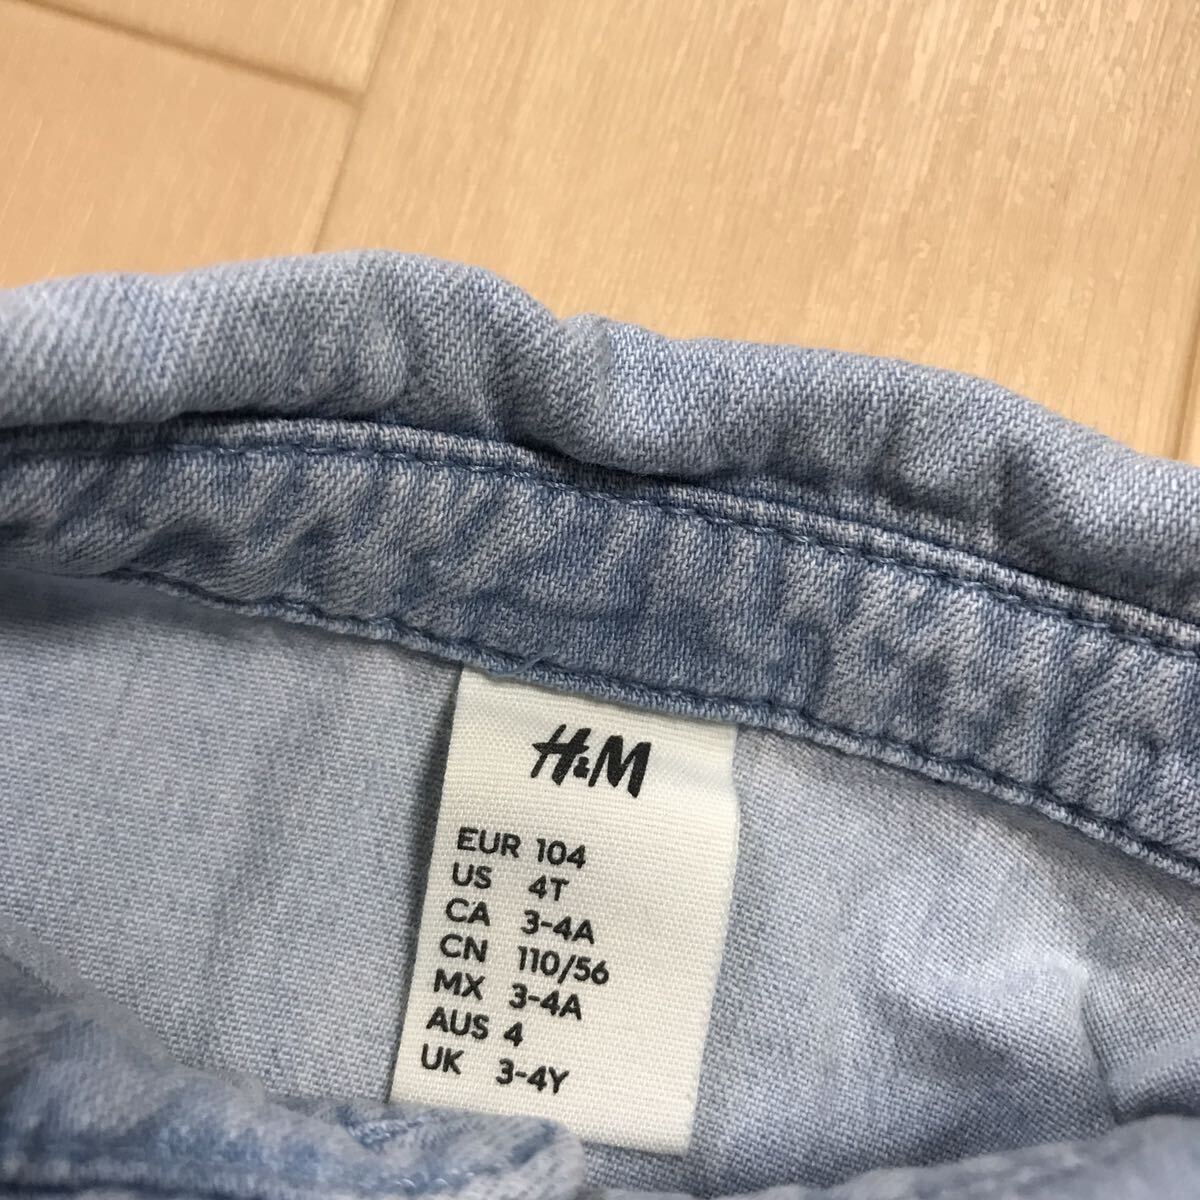 H&M
EUR 104
US 4T
CA 3-4A
CN 110/56
MX 3-4A
AUS 4
UK 3-4Y